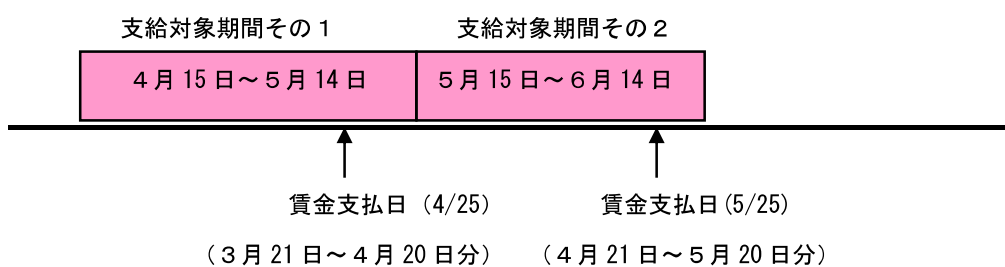 支給対象期間その１ 支給対象期間その２
４月15日～５月14日 ５月15日～６月14日
賃金支払日（4/25） 賃金支払日(5/25)
（３月21日～４月20日分） （４月21日～５月20日分）